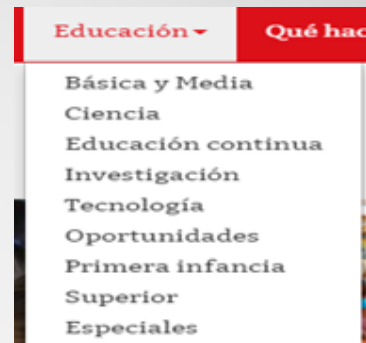 Educación Qué hac
Básica y Media
Ciencia
Educación continua
Investigación
Tecnología
Oportunidades
Primera infancia
Superior
Especiales